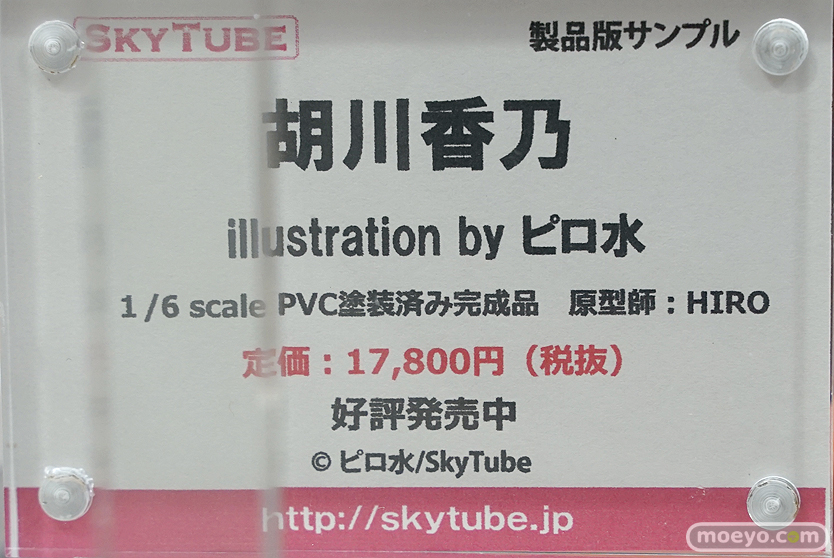 SKYTUBE
製品版サンプル
胡川香乃
illustration by ピロ水
1/6 scale PVC塗装済み完成品 原型師：HIRO
定価：17,800円（税抜）
好評発売中
© ピロ水/SkyTube
http://skytube.jp
moeyo.com